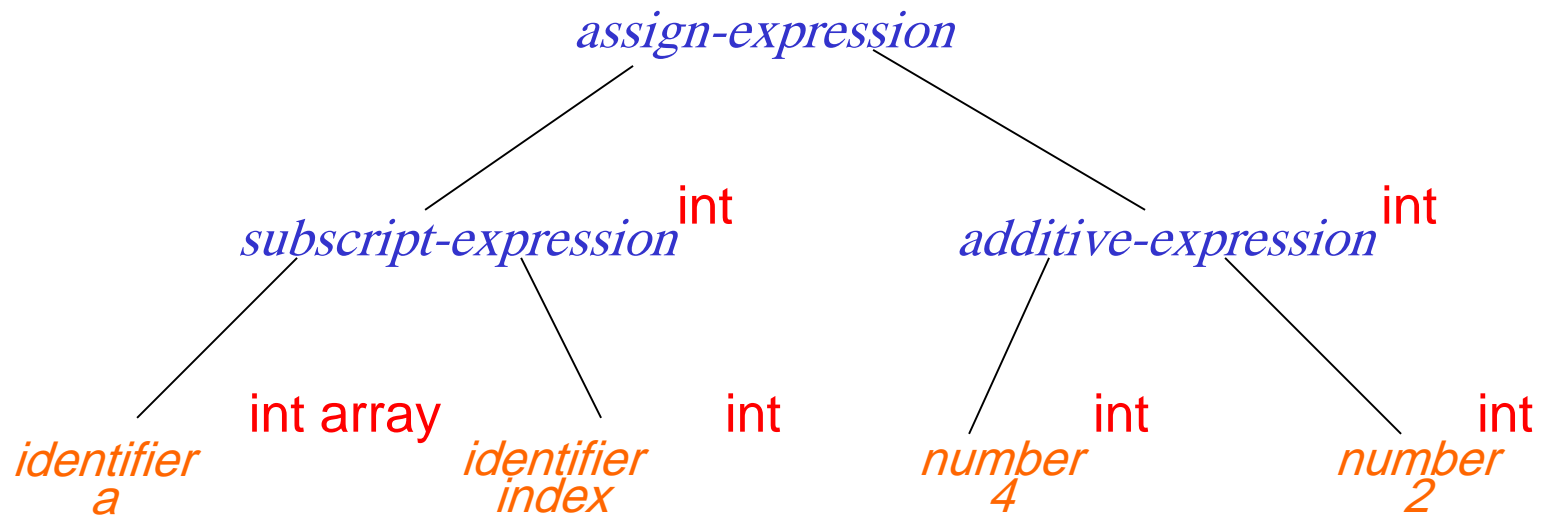 assign-expression
int
int
subscript-expression
additive-expression
int array
int
int
int
identifier
identifier
number
number
a
index
4
2